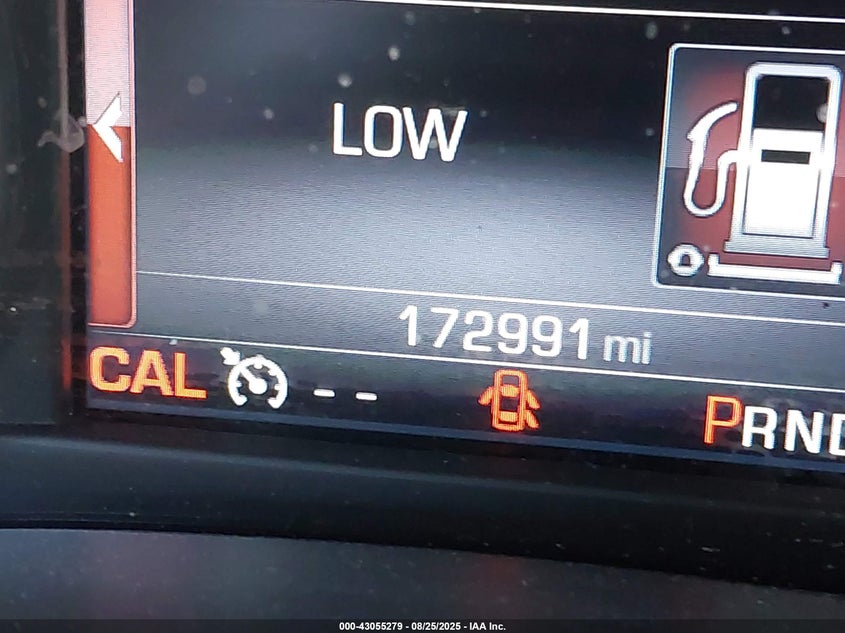 LOW
172991 mi
CAL -- PRND
000-43055279 - 08/25/2025 - IAA Inc.